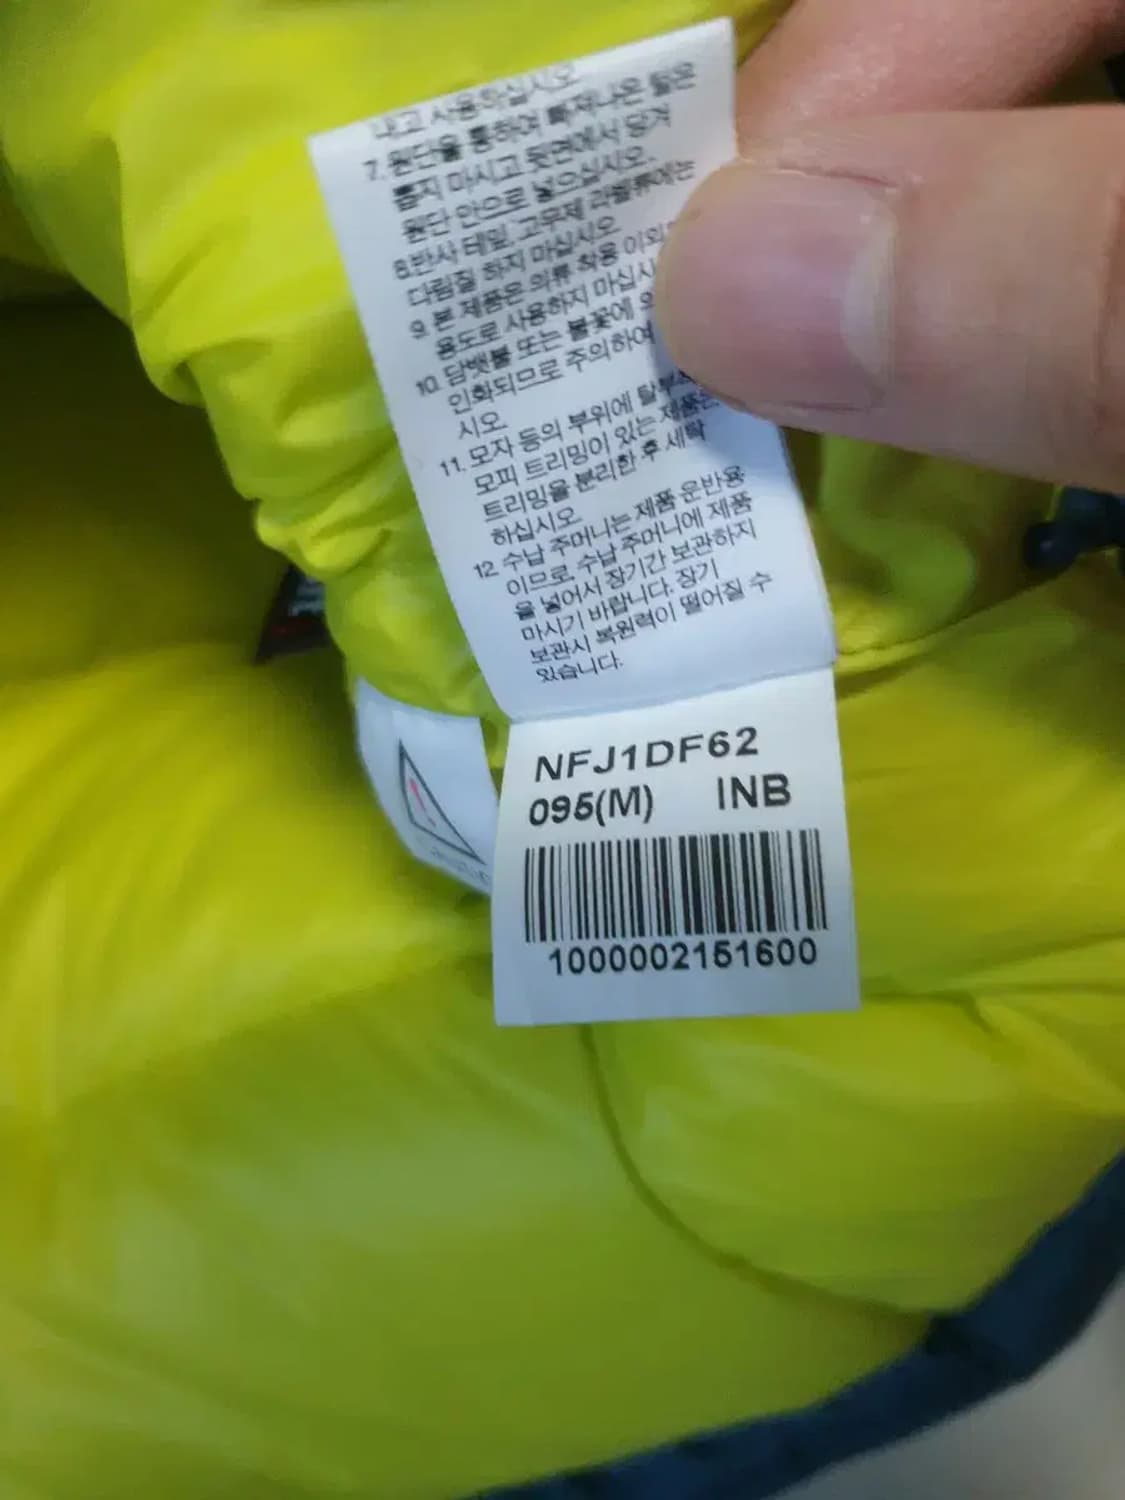 내고 사용하십시오
7. 원단을 통하여 빠져나온 털은
뽑지 마시고 뒷면에서 당겨
원단 안으로 넣으십시오.
8.반사 테잎, 고무제 라벨류에는
다림질 하지 마십시오
9. 본 제품은 의류 착용 이외
용도로 사용하지 마십시
10. 담뱃불 또는 불꽃에
인화되므로 주의하여
시오.
11. 모자 등의 부위에
모피 트리밍이 있는 제품은
트리밍을 분리한 후 세탁
하십시오
12. 수납 주머니는 제품 운반용
이므로, 수납 주머니에 제품
을 넣어서 장기간 보관하지
마시기 바랍니다. 장기
보관시 복원력이 떨어질 수
있습니다.
NFJ1DF62
095(M) INB
1000002151600